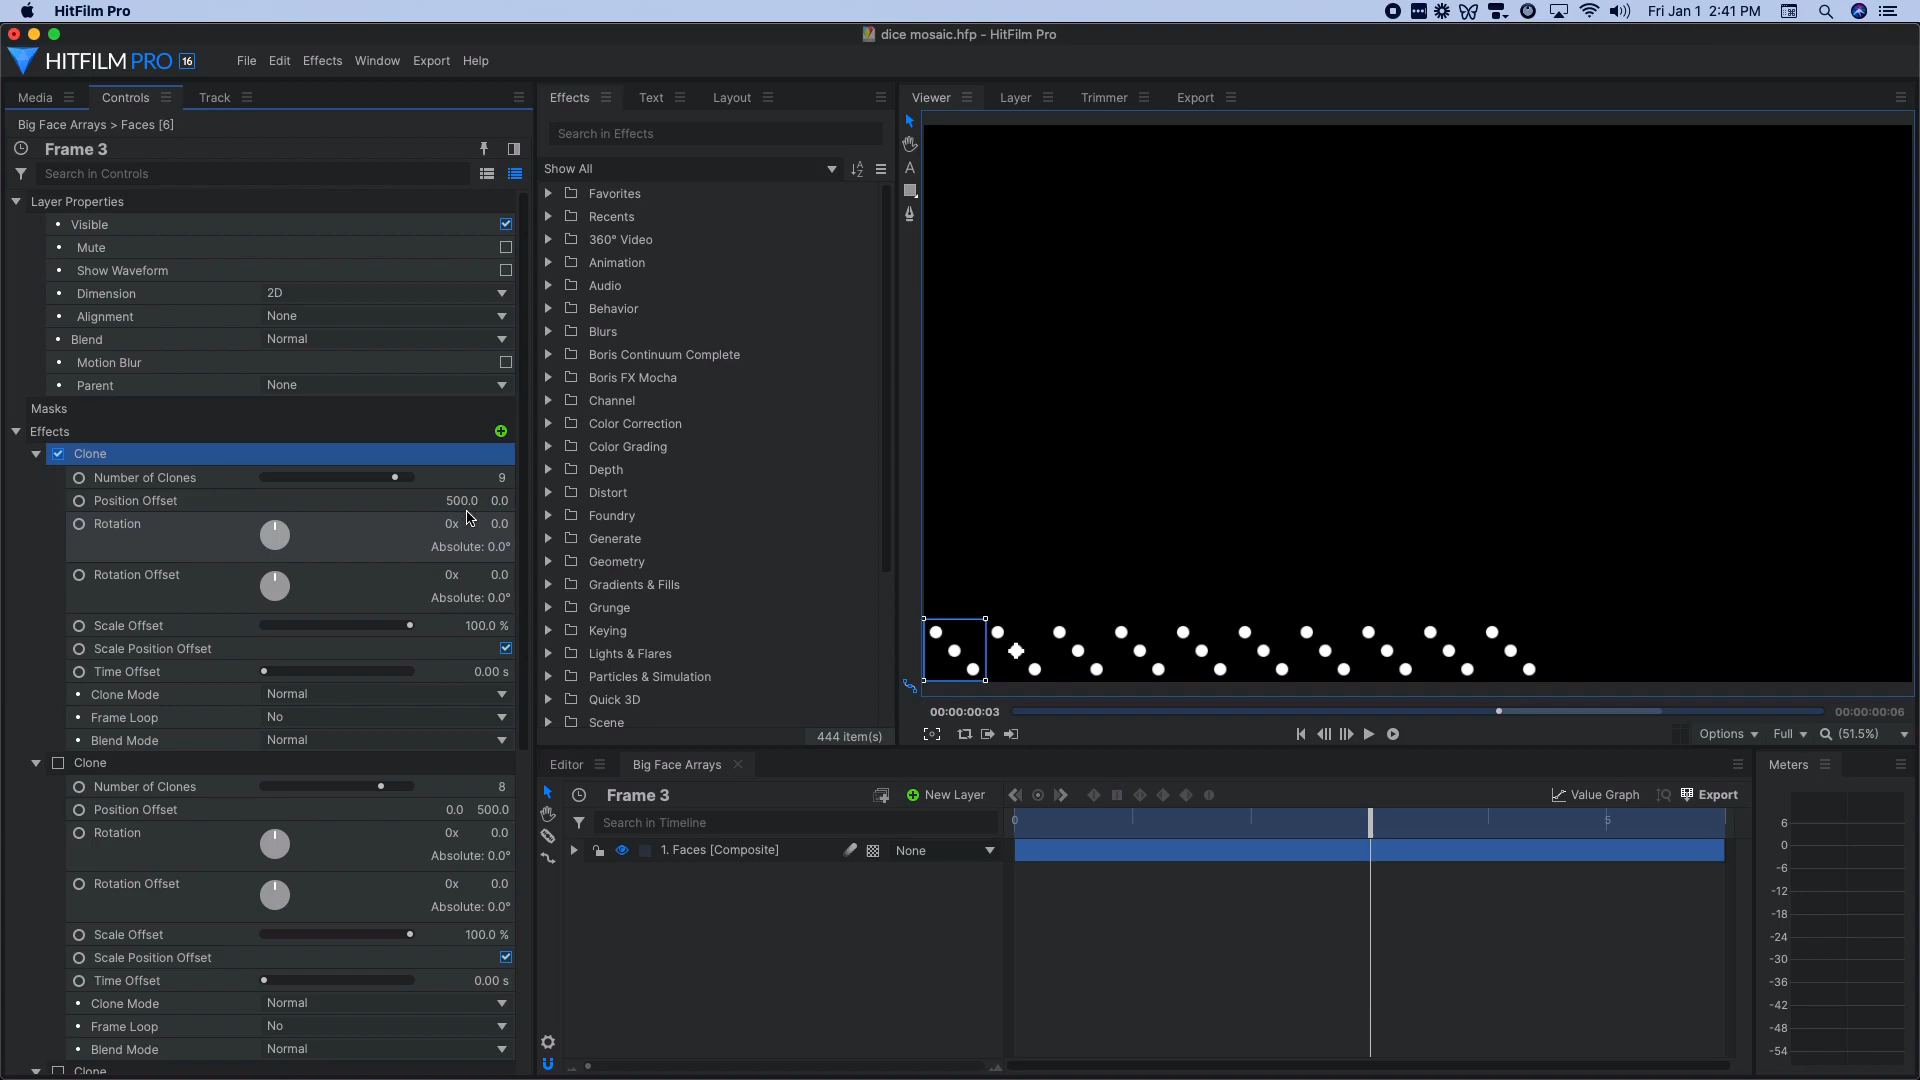 HitFilm Pro
Fri Jan 1 2:41 PM
dice mosaic.hfp - HitFilm Pro
HITFILM PRO 16
File Edit Effects Window Export Help
Media Controls Track
Big Face Arrays > Faces [6]
Frame 3
Search in Controls
Layer Properties
Visible
Mute
Show Waveform
Dimension 2D
Alignment None
Blend Normal
Motion Blur
Parent None
Masks
Effects
Clone
Number of Clones 9
Position Offset 500.0 0.0
Rotation 0x 0.0
Absolute: 0.0°
Rotation Offset 0x 0.0
Absolute: 0.0°
Scale Offset 100.0 %
Scale Position Offset
Time Offset 0.00 s
Clone Mode Normal
Frame Loop No
Blend Mode Normal
Clone
Number of Clones 8
Position Offset 0.0 500.0
Rotation 0x 0.0
Absolute: 0.0°
Rotation Offset 0x 0.0
Absolute: 0.0°
Scale Offset 100.0 %
Scale Position Offset
Time Offset 0.00 s
Clone Mode Normal
Frame Loop No
Blend Mode Normal
Clone
Effects Text Layout
Search in Effects
Show All
Favorites
Recents
360° Video
Animation
Audio
Behavior
Blurs
Boris Continuum Complete
Boris FX Mocha
Channel
Color Correction
Color Grading
Depth
Distort
Foundry
Generate
Geometry
Gradients & Fills
Grunge
Keying
Lights & Flares
Particles & Simulation
Quick 3D
Scene
444 item(s)
Viewer Layer Trimmer Export
A
00:00:00:03
00:00:00:06
Options Full (51.5%)
Editor Big Face Arrays
Frame 3
New Layer
Value Graph
Export
Search in Timeline
0 5
1. Faces [Composite] None
Meters
6
0
-6
-12
-18
-24
-30
-36
-42
-48
-54